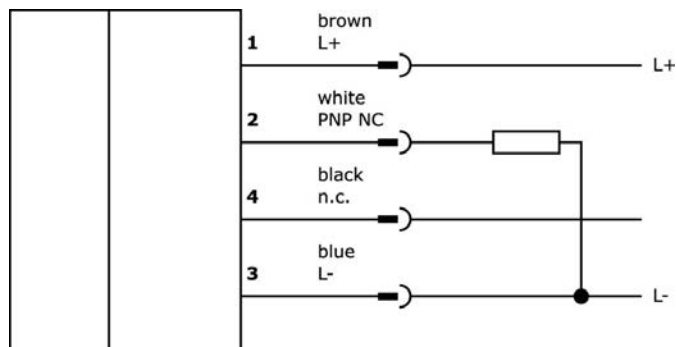 brown
1 L+
L+
white
2 PNP NC
black
4 n.c.
blue
3 L-
L-